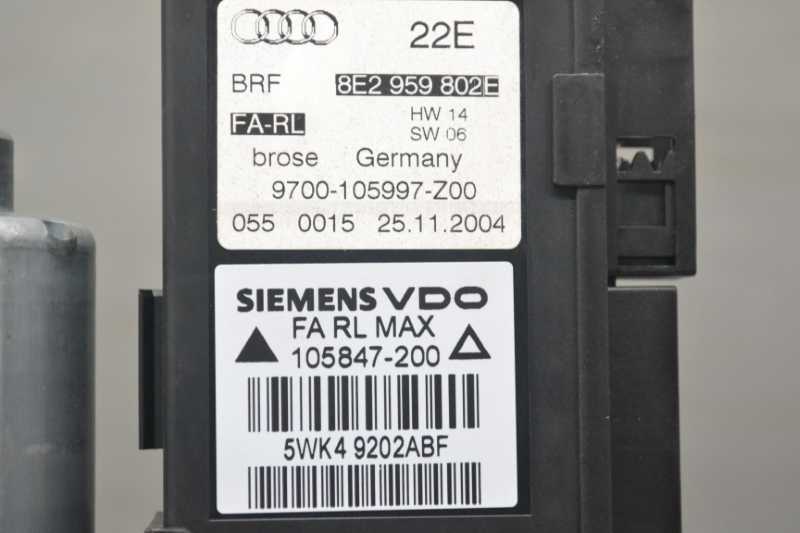 22E
BRF 8E2 959 802E
FA-RL HW 14
SW 06
brose Germany
9700-105997-Z00
055 0015 25.11.2004
SIEMENS VDO
FA RL MAX
105847-200
5WK4 9202ABF